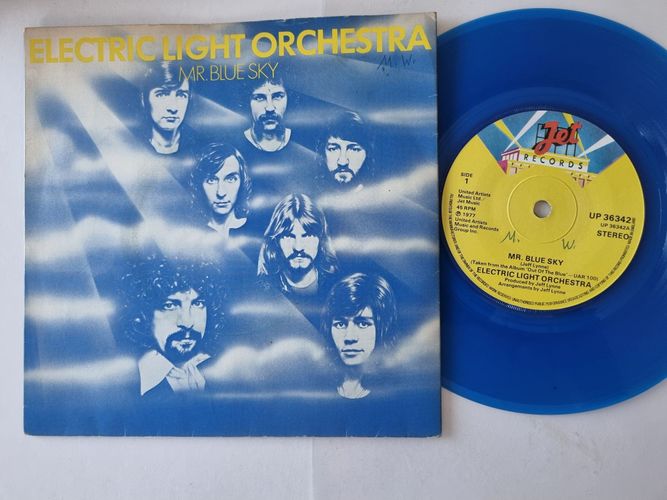 ELECTRIC LIGHT ORCHESTRA
MR. BLUE SKY
M. W.
Jet
RECORDS
SIDE
1
United Artists
Music Ltd./
Jet Music
45 RPM
℗ 1977
United Artists
Music and Records
Group Inc.
UP 36342
UP 36342A
STEREO
M. W.
MR. BLUE SKY
(Jeff Lynne)
(Taken from the Album 'Out Of The Blue'—UAR 100)
ELECTRIC LIGHT ORCHESTRA
Produced by Jeff Lynne
Arrangements by Jeff Lynne